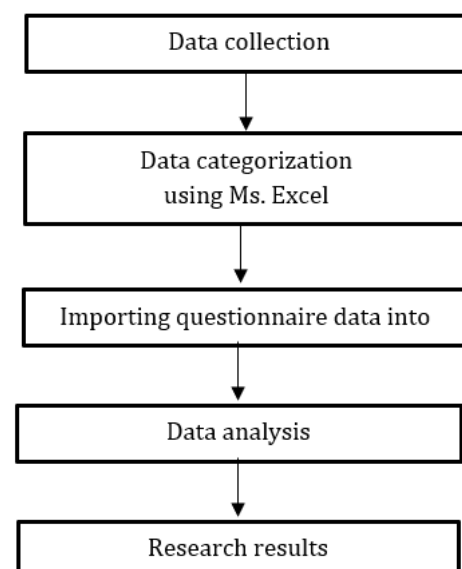 Data collection
Data categorization
using Ms. Excel
Importing questionnaire data into
Data analysis
Research results